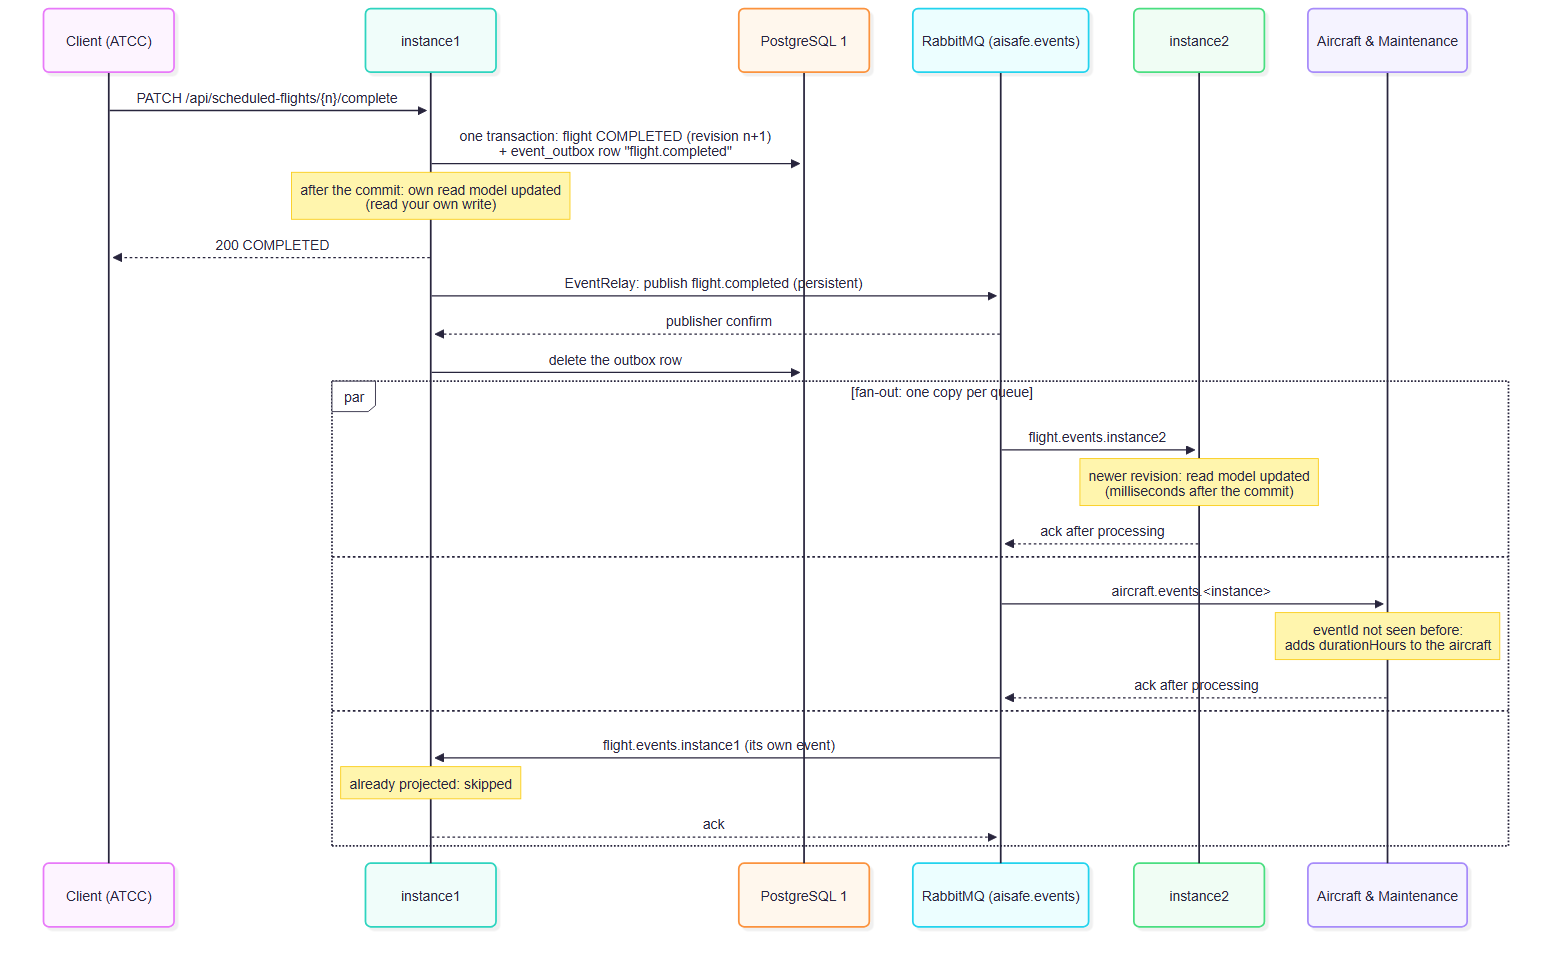 Client (ATCC)
instance1
PostgreSQL 1
RabbitMQ (aisafe.events)
instance2
Aircraft & Maintenance
PATCH /api/scheduled-flights/{n}/complete
one transaction: flight COMPLETED (revision n+1)
+ event_outbox row "flight.completed"
after the commit: own read model updated
(read your own write)
200 COMPLETED
EventRelay: publish flight.completed (persistent)
publisher confirm
delete the outbox row
par
[fan-out: one copy per queue]
flight.events.instance2
newer revision: read model updated
(milliseconds after the commit)
ack after processing
aircraft.events.<instance>
eventId not seen before:
adds durationHours to the aircraft
ack after processing
flight.events.instance1 (its own event)
already projected: skipped
ack
Client (ATCC)
instance1
PostgreSQL 1
RabbitMQ (aisafe.events)
instance2
Aircraft & Maintenance